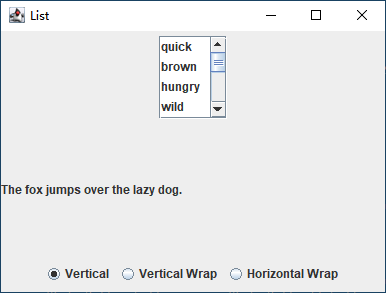 List
quick
brown
hungry
wild
The fox jumps over the lazy dog.
Vertical Vertical Wrap Horizontal Wrap